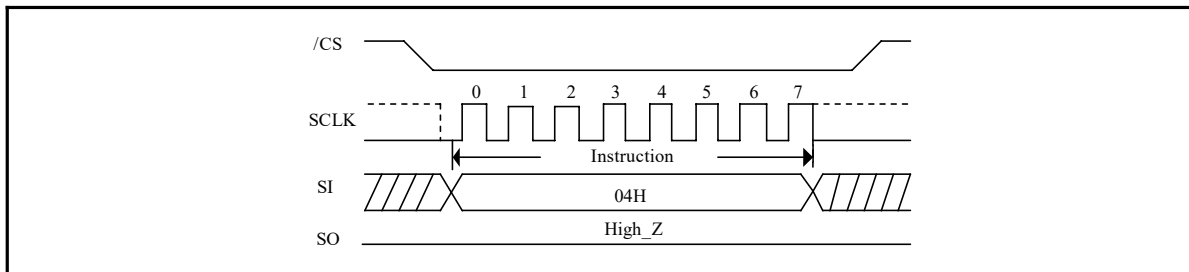 /CS
0 1 2 3 4 5 6 7
SCLK
Instruction
SI
04H
High_Z
SO